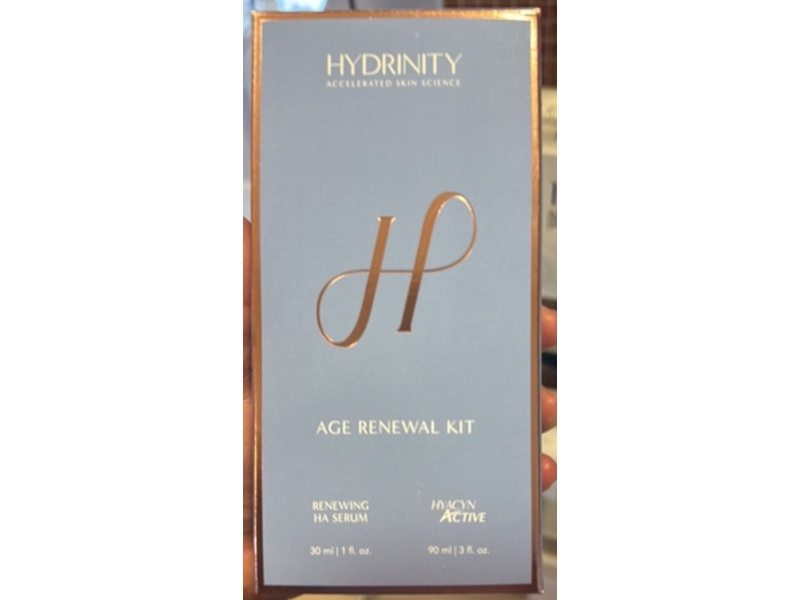 HYDRINITY
ACCELERATED SKIN SCIENCE
H
AGE RENEWAL KIT
RENEWING
HA SERUM
30 ml | 1 fl. oz.
HYACYN
ACTIVE
90 ml | 3 fl. oz.